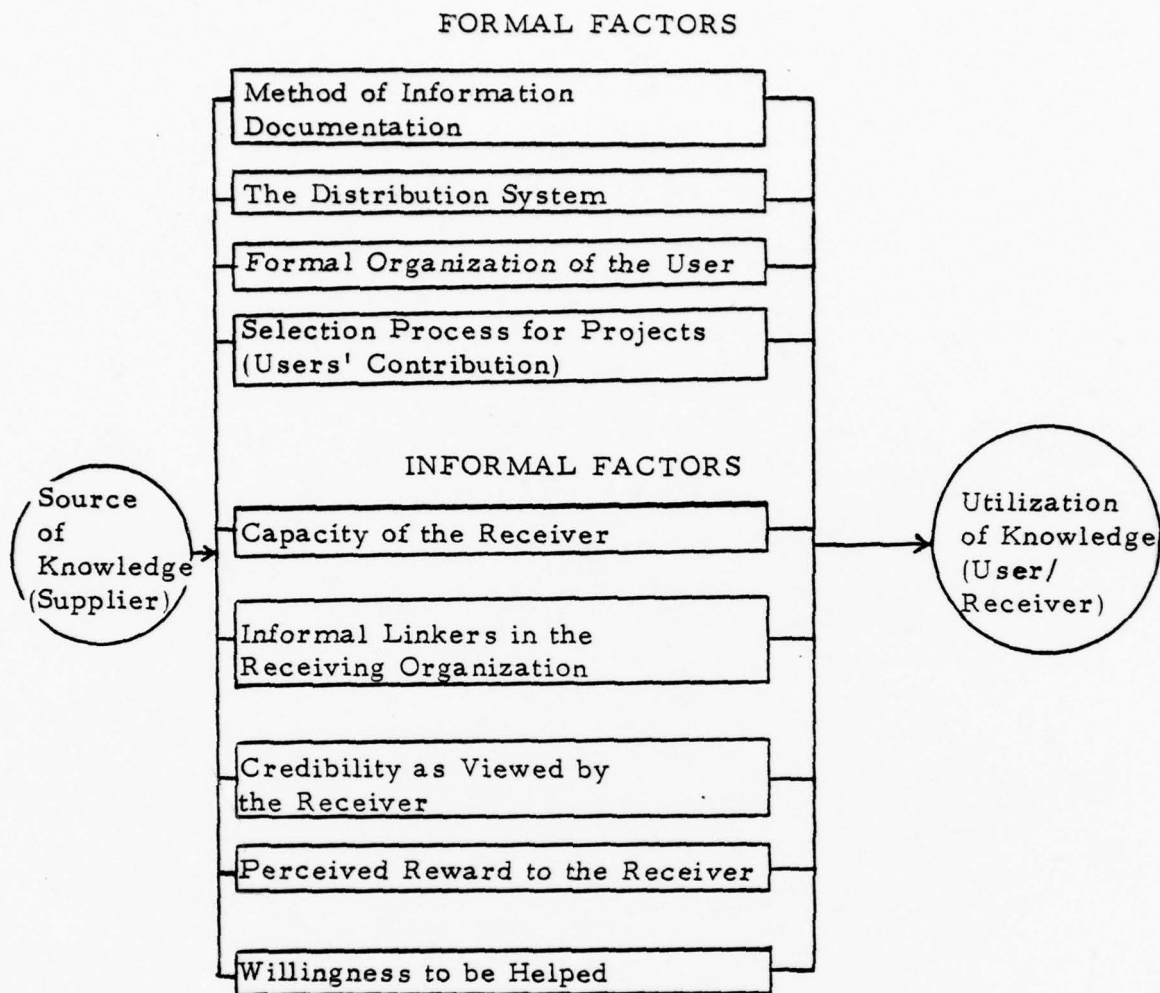 FORMAL FACTORS
Method of Information
Documentation
The Distribution System
Formal Organization of the User
Selection Process for Projects
(Users' Contribution)
INFORMAL FACTORS
Capacity of the Receiver
Informal Linkers in the
Receiving Organization
Credibility as Viewed by
the Receiver
Perceived Reward to the Receiver
Willingness to be Helped
Source
of
Knowledge
(Supplier)
Utilization
of Knowledge
(User/
Receiver)